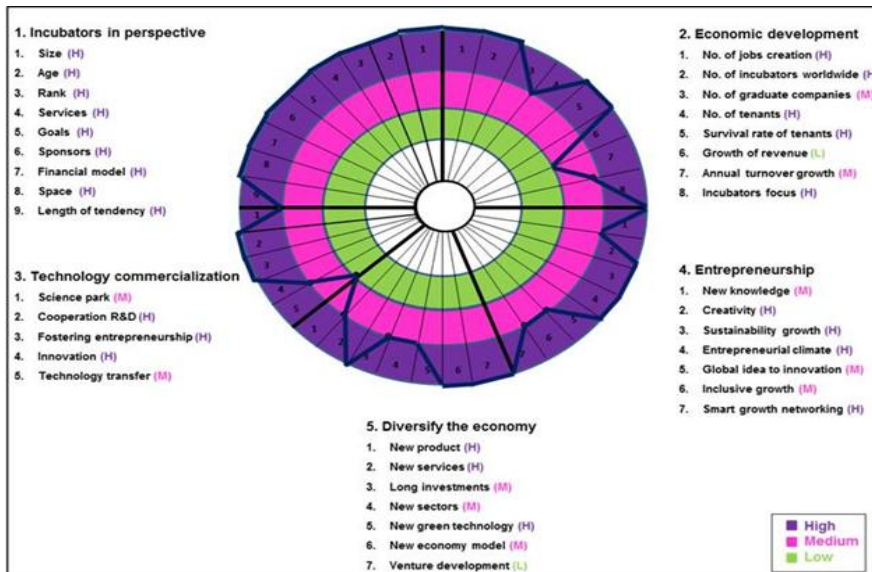 1. Incubators in perspective
1. Size (H)
2. Age (H)
3. Rank (H)
4. Services (H)
5. Goals (H)
6. Sponsors (H)
7. Financial model (H)
8. Space (H)
9. Length of tendency (H)
2. Economic development
1. No. of jobs creation (H)
2. No. of incubators worldwide (H
3. No. of graduate companies (M)
4. No. of tenants (H)
5. Survival rate of tenants (H)
6. Growth of revenue (L)
7. Annual turnover growth (M)
8. Incubators focus (H)
3. Technology commercialization
1. Science park (M)
2. Cooperation R&D (H)
3. Fostering entrepreneurship (H)
4. Innovation (H)
5. Technology transfer (M)
4. Entrepreneurship
1. New knowledge (M)
2. Creativity (H)
3. Sustainability growth (H)
4. Entrepreneurial climate (H)
5. Global idea to innovation (M)
6. Inclusive growth (M)
7. Smart growth networking (H)
5. Diversify the economy
1. New product (H)
2. New services (H)
3. Long investments (M)
4. New sectors (M)
5. New green technology (H)
6. New economy model (M)
7. Venture development (L)
High
Medium
Low